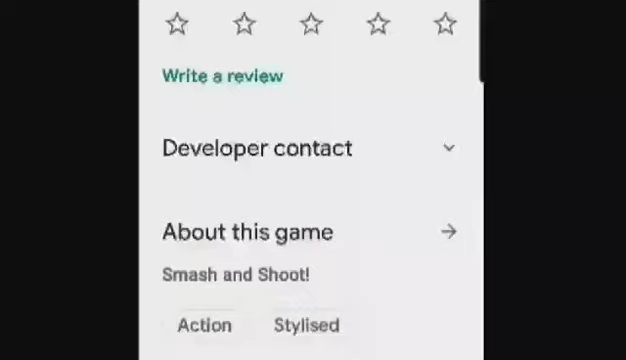 Write a review
Developer contact
About this game
Smash and Shoot!
Action Stylised